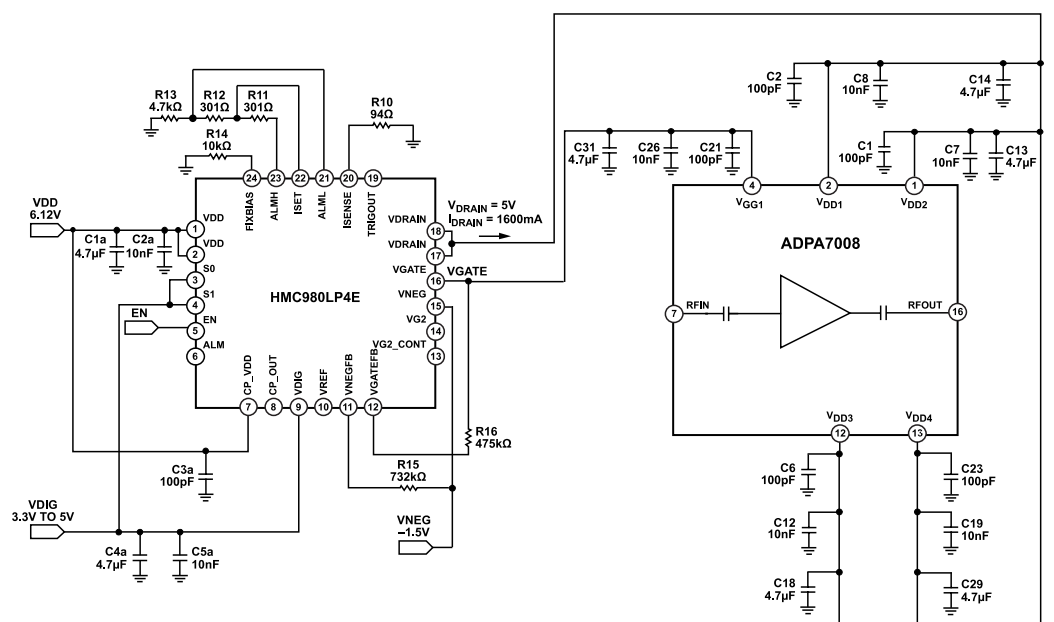 R13
4.7kΩ
R12
301Ω
R11
301Ω
R14
10kΩ
R10
94Ω
24
23
22
21
20
19
FIXBIAS
ALMH
ISET
ALML
ISENSE
TRIGOUT
VDD
6.12V
C1a
4.7µF
C2a
10nF
VDD
1
VDD
2
S0
3
S1
4
EN
EN
5
ALM
6
HMC980LP4E
VDRAIN
18
VDRAIN
17
VGATE
16
VNEG
15
VG2
14
VG2_CONT
13
VDRAIN = 5V
IDRAIN = 1600mA
VGATE
CP_VDD
CP_OUT
VDIG
VREF
VNEGFB
VGATEFB
7
8
9
10
11
12
C3a
100pF
R16
475kΩ
R15
732kΩ
VDIG
3.3V TO 5V
C4a
4.7µF
C5a
10nF
VNEG
–1.5V
C2
100pF
C8
10nF
C14
4.7µF
C31
4.7µF
C26
10nF
C21
100pF
C1
100pF
C7
10nF
C13
4.7µF
4
2
1
VGG1
VDD1
VDD2
ADPA7008
7
RFIN
RFOUT
16
VDD3
VDD4
12
13
C6
100pF
C23
100pF
C12
10nF
C19
10nF
C18
4.7µF
C29
4.7µF